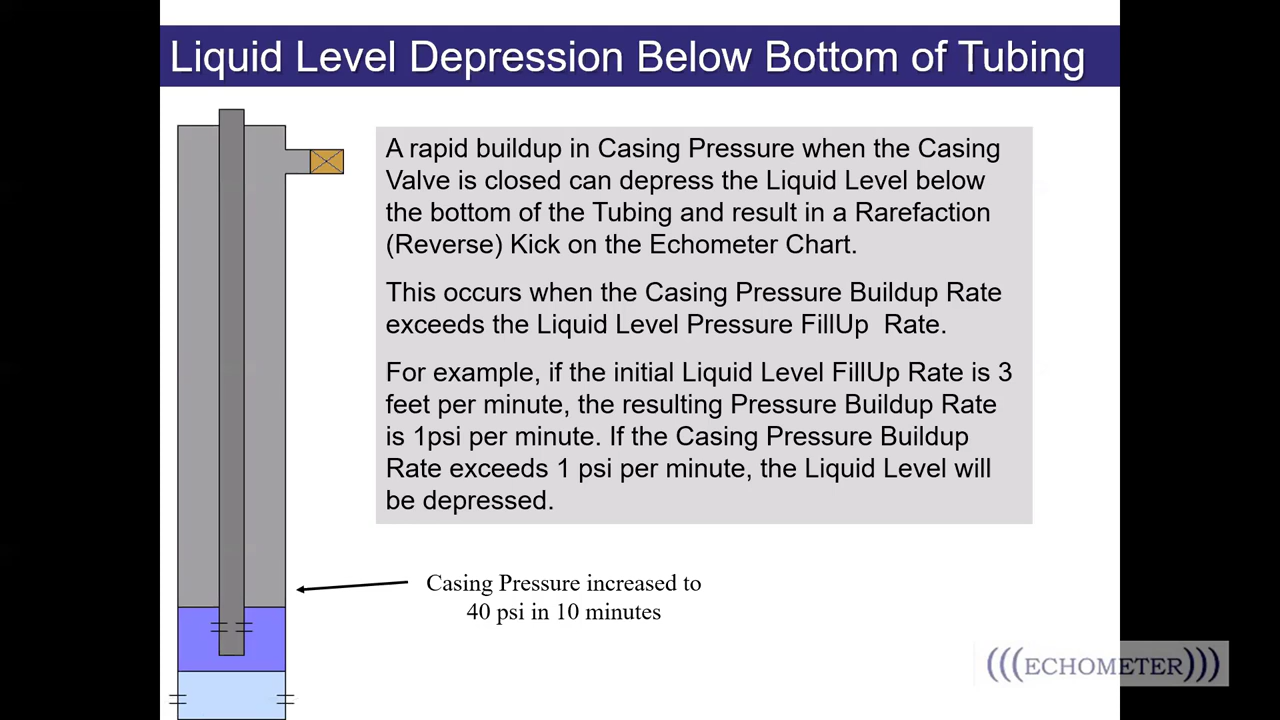 Liquid Level Depression Below Bottom of Tubing
A rapid buildup in Casing Pressure when the Casing
Valve is closed can depress the Liquid Level below
the bottom of the Tubing and result in a Rarefaction
(Reverse) Kick on the Echometer Chart.
This occurs when the Casing Pressure Buildup Rate
exceeds the Liquid Level Pressure FillUp  Rate.
For example, if the initial Liquid Level FillUp Rate is 3
feet per minute, the resulting Pressure Buildup Rate
is 1psi per minute. If the Casing Pressure Buildup
Rate exceeds 1 psi per minute, the Liquid Level will
be depressed.
Casing Pressure increased to
40 psi in 10 minutes
(((ECHOMETER)))